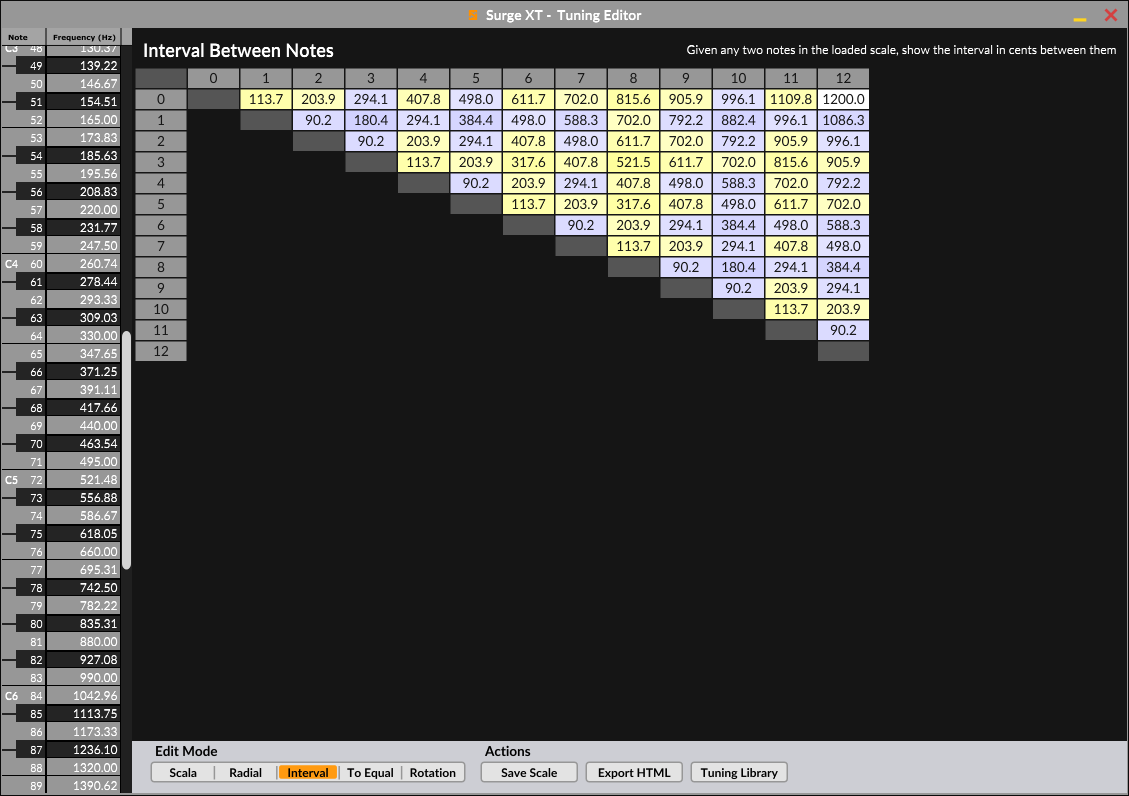 Surge XT - Tuning Editor
Note Frequency (Hz)
C3 48 130.37
49 139.22
50 146.67
51 154.51
52 165.00
53 173.83
54 185.63
55 195.56
56 208.83
57 220.00
58 231.77
59 247.50
C4 60 260.74
61 278.44
62 293.33
63 309.03
64 330.00
65 347.65
66 371.25
67 391.11
68 417.66
69 440.00
70 463.54
71 495.00
C5 72 521.48
73 556.88
74 586.67
75 618.05
76 660.00
77 695.31
78 742.50
79 782.22
80 835.31
81 880.00
82 927.08
83 990.00
C6 84 1042.96
85 1113.75
86 1173.33
87 1236.10
88 1320.00
89 1390.62
Interval Between Notes
Given any two notes in the loaded scale, show the interval in cents between them
0 1 2 3 4 5 6 7 8 9 10 11 12
0 113.7 203.9 294.1 407.8 498.0 611.7 702.0 815.6 905.9 996.1 1109.8 1200.0
1 90.2 180.4 294.1 384.4 498.0 588.3 702.0 792.2 882.4 996.1 1086.3
2 90.2 203.9 294.1 407.8 498.0 611.7 702.0 792.2 905.9 996.1
3 113.7 203.9 317.6 407.8 521.5 611.7 702.0 815.6 905.9
4 90.2 203.9 294.1 407.8 498.0 588.3 702.0 792.2
5 113.7 203.9 317.6 407.8 498.0 611.7 702.0
6 90.2 203.9 294.1 384.4 498.0 588.3
7 113.7 203.9 294.1 407.8 498.0
8 90.2 180.4 294.1 384.4
9 90.2 203.9 294.1
10 113.7 203.9
11 90.2
12
Edit Mode
Scala Radial Interval To Equal Rotation
Actions
Save Scale Export HTML Tuning Library